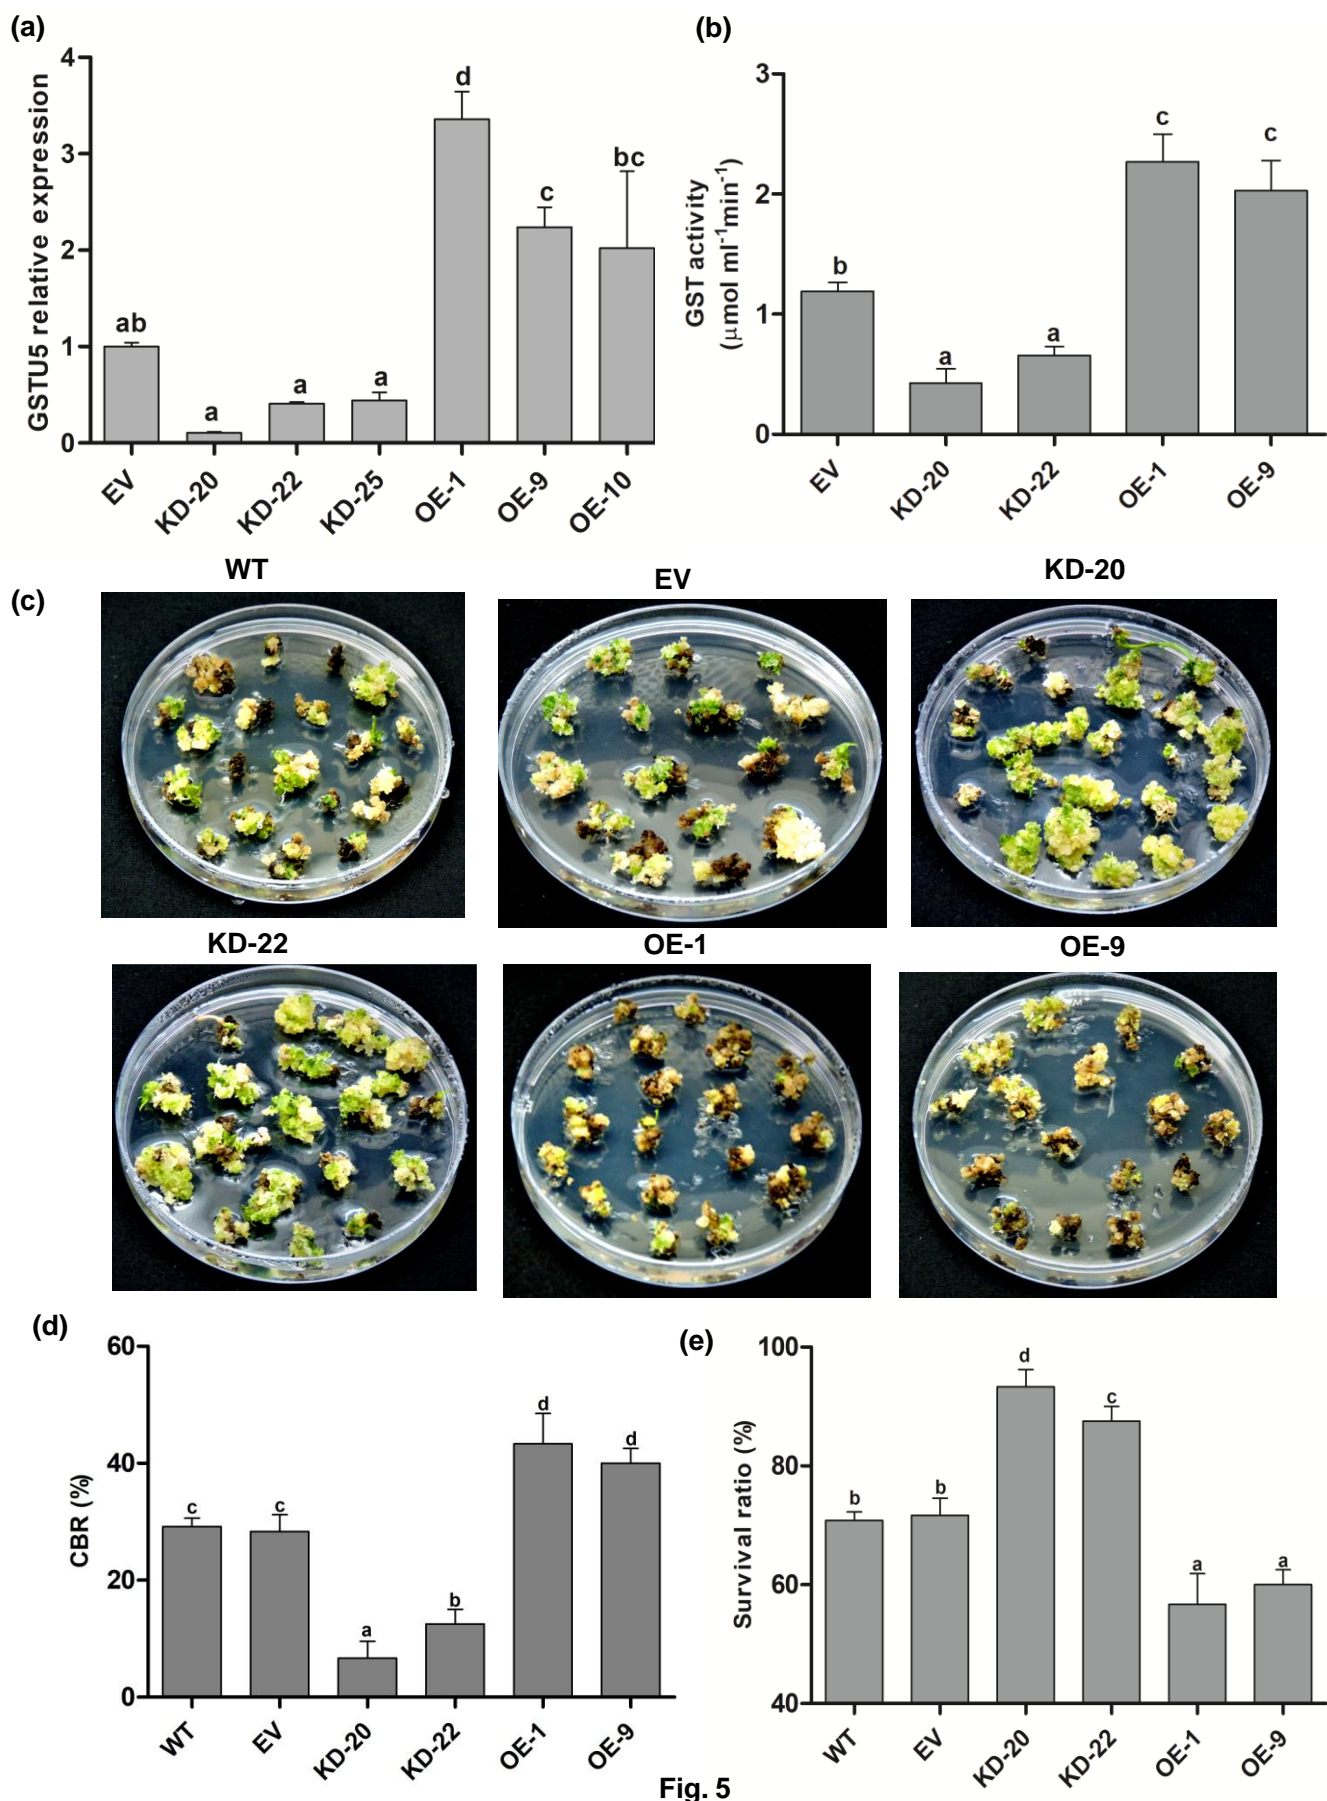 (a)
GSTU5 relative expression
4
3
2
1
0
ab
a
a
a
d
c
bc
EV
KD-20
KD-22
KD-25
OE-1
OE-9
OE-10
(b)
GST activity
(µmol ml⁻¹min⁻¹)
3
2
1
0
b
a
a
c
c
EV
KD-20
KD-22
OE-1
OE-9
(c)
WT
EV
KD-20
KD-22
OE-1
OE-9
(d)
CBR (%)
60
40
20
0
c
c
a
b
d
d
WT
EV
KD-20
KD-22
OE-1
OE-9
(e)
Survival ratio (%)
100
80
60
40
b
b
d
c
a
a
WT
EV
KD-20
KD-22
OE-1
OE-9
Fig. 5